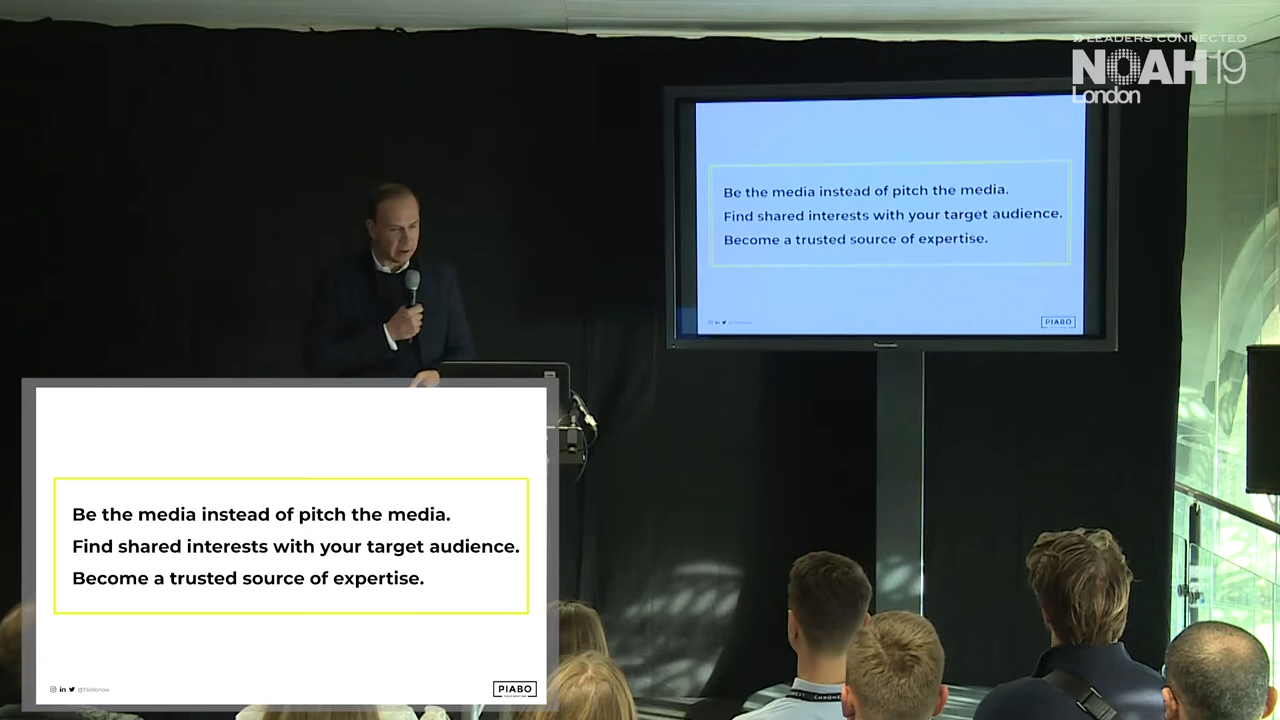 LEADERS CONNECTED
NOAH19
London
Be the media instead of pitch the media.
Find shared interests with your target audience.
Become a trusted source of expertise.
PIABO
Panasonic
Be the media instead of pitch the media.
Find shared interests with your target audience.
Become a trusted source of expertise.
@TiloBonow
PIABO